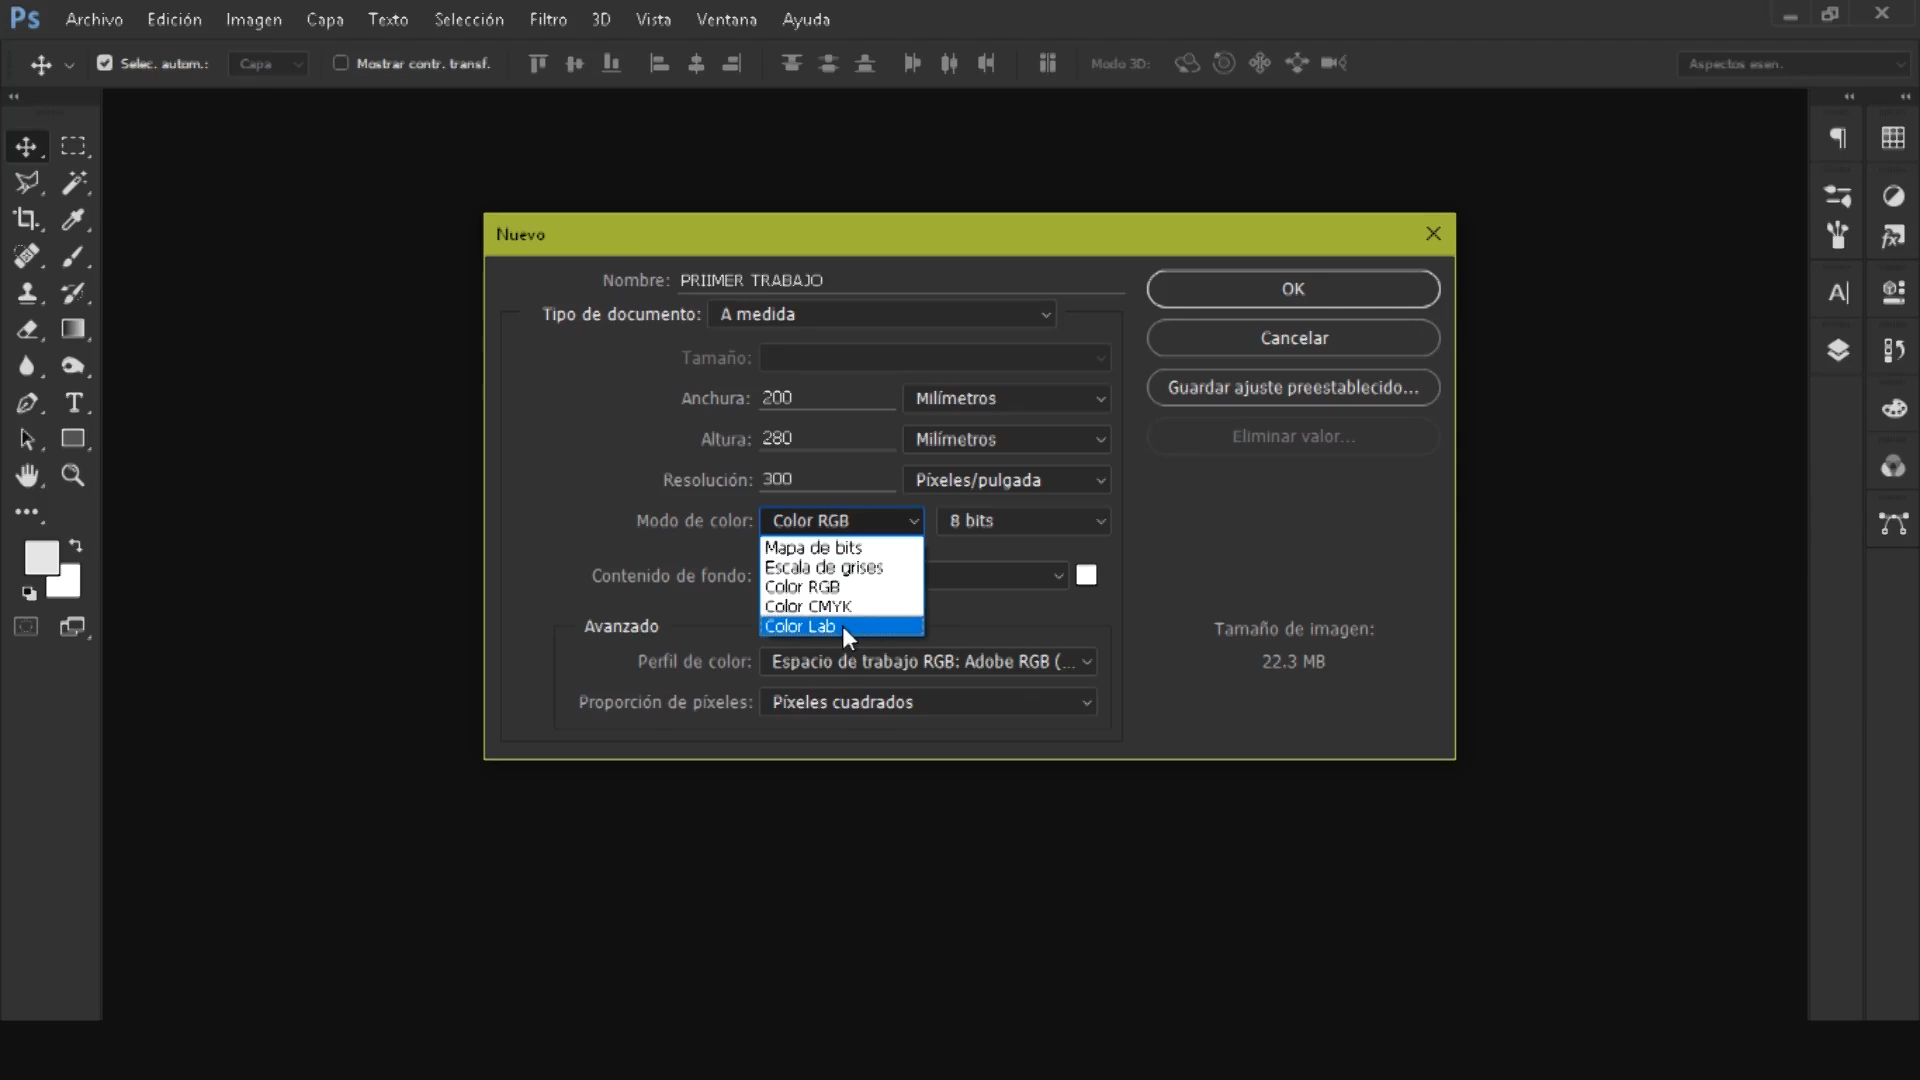 Ps Archivo Edición Imagen Capa Texto Selección Filtro 3D Vista Ventana Ayuda
Selec. autom.: Capa Mostrar contr. transf. Modo 3D: Aspectos esen.
Nuevo
Nombre: PRIIMER TRABAJO
OK
Tipo de documento: A medida
Cancelar
Tamaño:
Guardar ajuste preestablecido...
Anchura: 200 Milímetros
Altura: 280 Milímetros
Eliminar valor...
Resolución: 300 Píxeles/pulgada
Modo de color: Color RGB 8 bits
Mapa de bits
Escala de grises
Contenido de fondo:
Color RGB
Color CMYK
Color Lab
Avanzado
Tamaño de imagen:
Perfil de color: Espacio de trabajo RGB: Adobe RGB (...
22.3 MB
Proporción de píxeles: Píxeles cuadrados